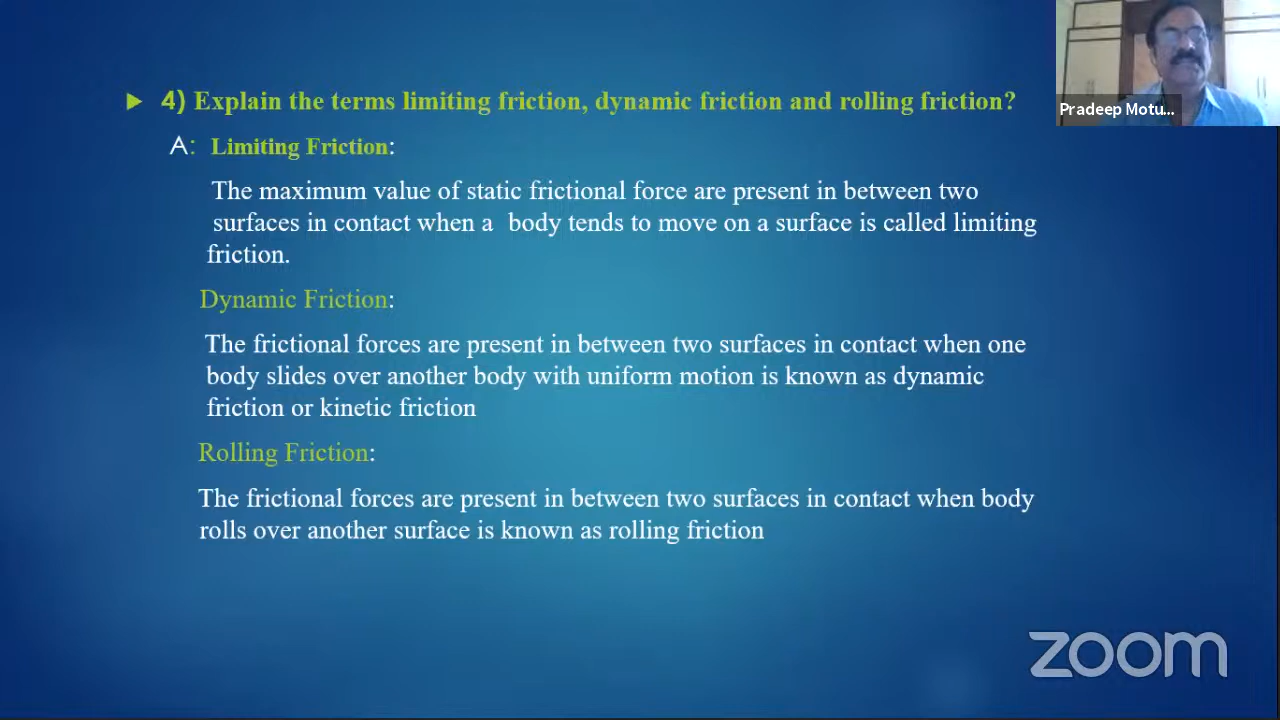 4) Explain the terms limiting friction, dynamic friction and rolling friction?
A: Limiting Friction:
The maximum value of static frictional force are present in between two
surfaces in contact when a body tends to move on a surface is called limiting
friction.
Dynamic Friction:
The frictional forces are present in between two surfaces in contact when one
body slides over another body with uniform motion is known as dynamic
friction or kinetic friction
Rolling Friction:
The frictional forces are present in between two surfaces in contact when body
rolls over another surface is known as rolling friction
Pradeep Motu...
zoom